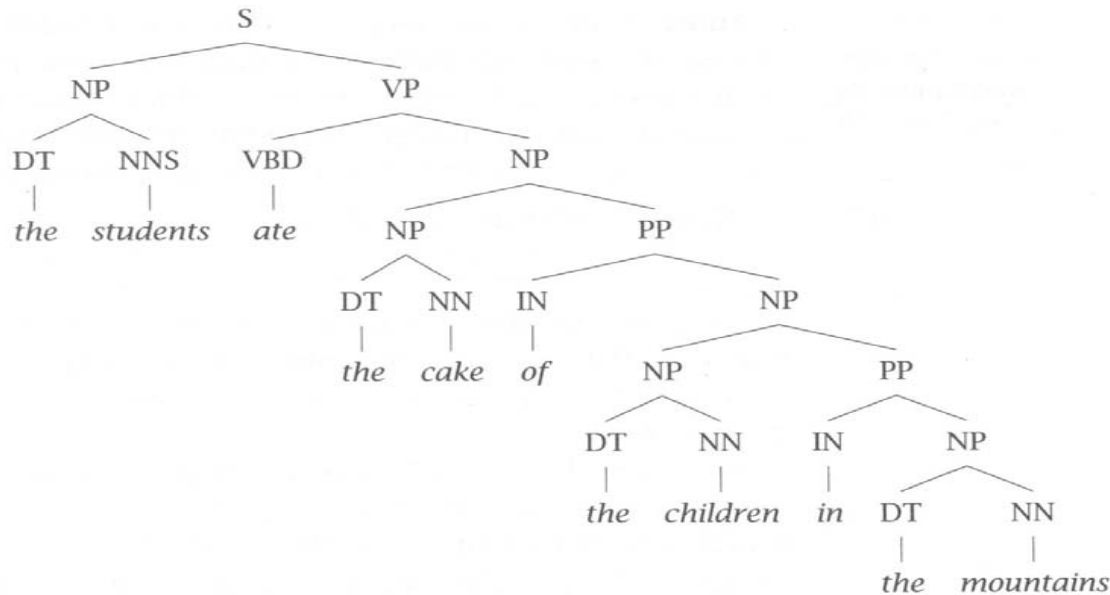 S
NP VP
DT NNS VBD NP
the students ate NP PP
DT NN IN NP
the cake of NP PP
DT NN IN NP
the children in DT NN
the mountains